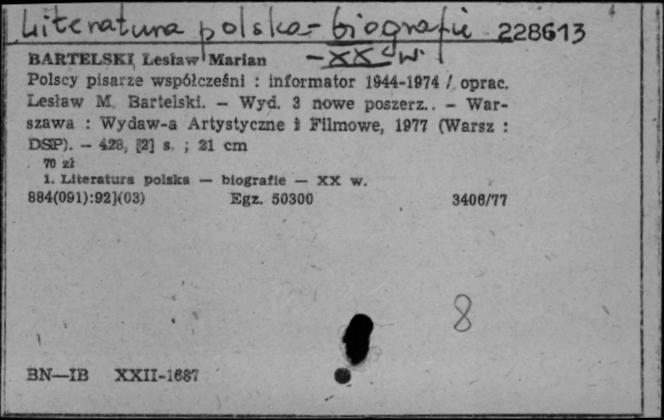 Literatura polska - biografie 228613
- XX w.
BARTELSKI Lesław Marian
Polscy pisarze współcześni : informator 1944-1974 / oprac.
Lesław M. Bartelski. — Wyd. 3 nowe poszerz.. — War-
szawa : Wydaw-a Artystyczne i Filmowe, 1977 (Warsz :
DSP). — 428, [2] s. ; 21 cm
70 zł
1. Literatura polska — biografie — XX w.
884(091):92](03) Egz. 50300 3406/77
8
BN—IB XXII-1687